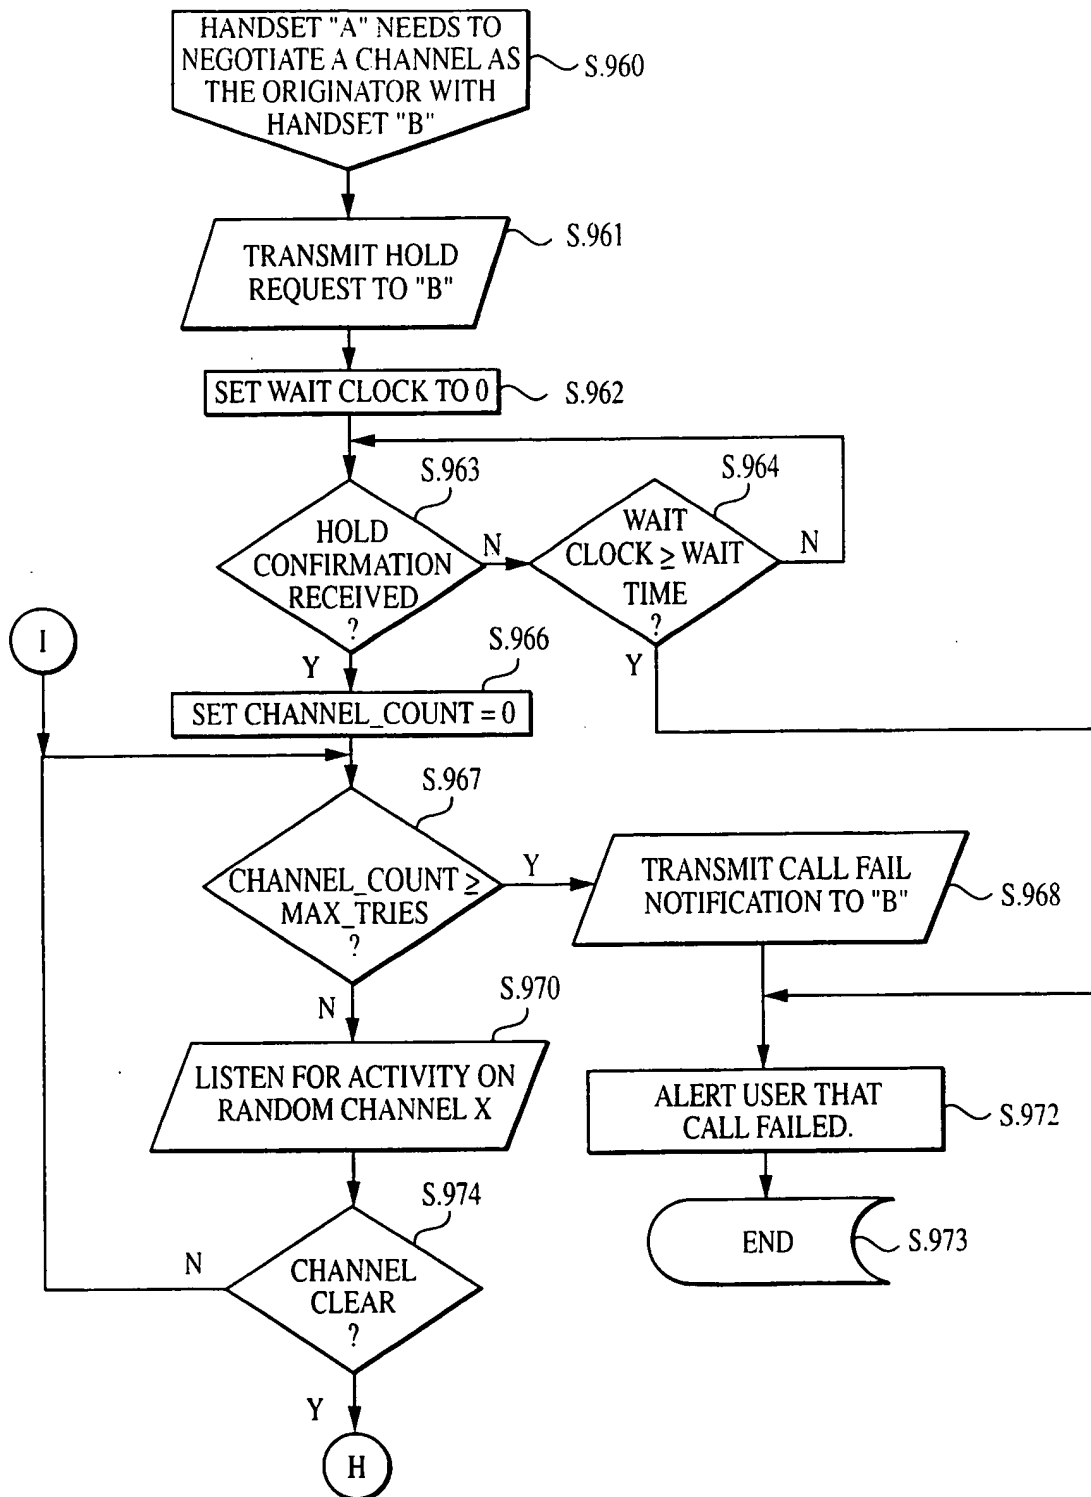 HANDSET "A" NEEDS TO
NEGOTIATE A CHANNEL AS
THE ORIGINATOR WITH
HANDSET "B"
S.960
TRANSMIT HOLD
REQUEST TO "B"
S.961
SET WAIT CLOCK TO 0
S.962
S.963
HOLD
CONFIRMATION
RECEIVED
?
N
Y
S.964
WAIT
CLOCK ≥ WAIT
TIME
?
N
Y
I
S.966
SET CHANNEL_COUNT = 0
S.967
CHANNEL_COUNT ≥
MAX_TRIES
?
Y
N
TRANSMIT CALL FAIL
NOTIFICATION TO "B"
S.968
S.970
LISTEN FOR ACTIVITY ON
RANDOM CHANNEL X
ALERT USER THAT
CALL FAILED.
S.972
S.974
CHANNEL
CLEAR
?
N
Y
END
S.973
H